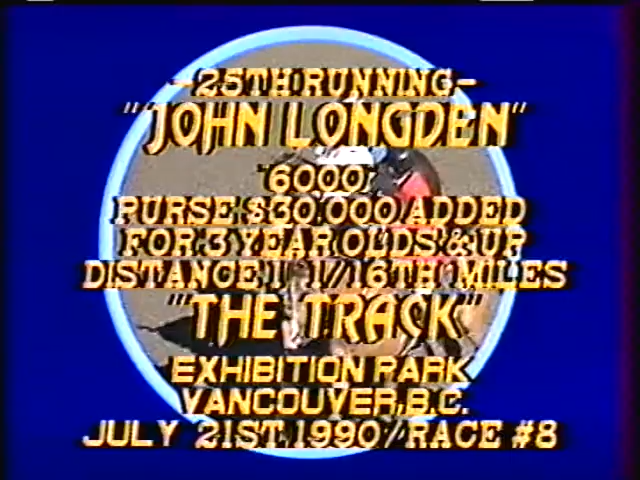 -25TH RUNNING-
"JOHN LONGDEN"
"6000"
PURSE $30,000 ADDED
FOR 3 YEAR OLDS & UP
DISTANCE 1 1/16TH MILES
"THE TRACK"
EXHIBITION PARK
VANCOUVER, B.C.
JULY 21ST, 1990/RACE #8